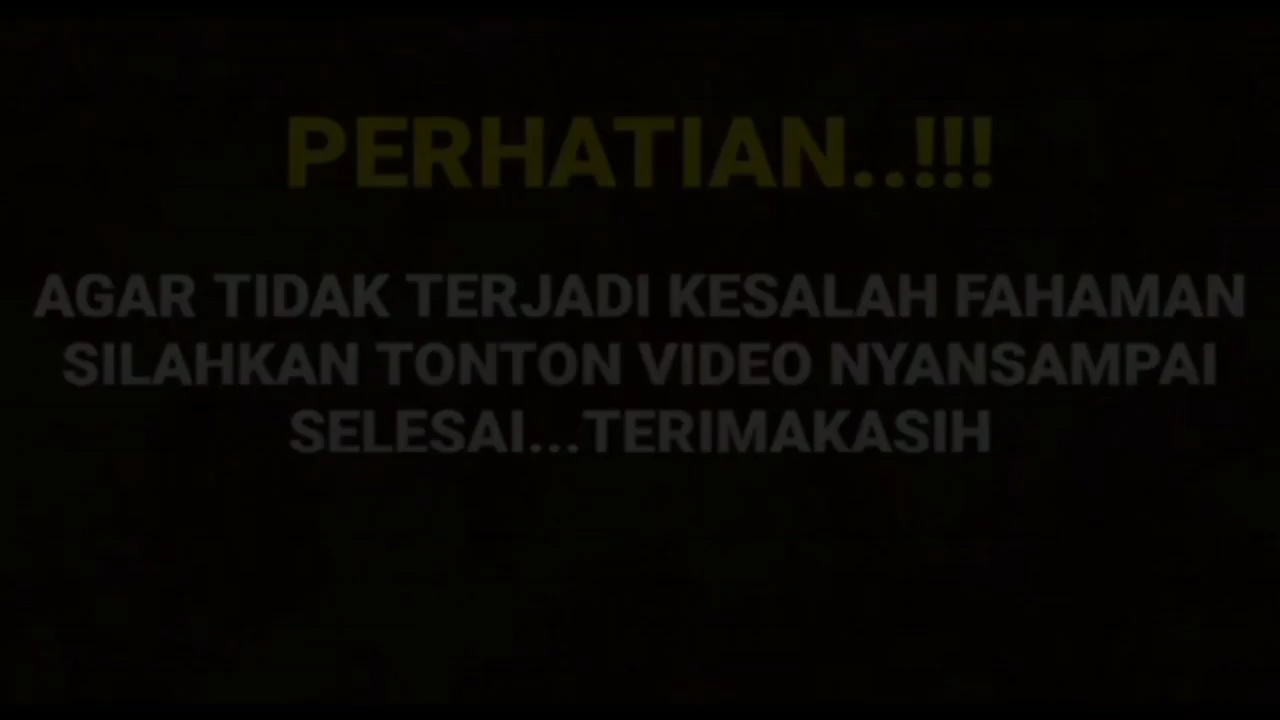 PERHATIAN..!!!
AGAR TIDAK TERJADI KESALAH FAHAMAN
SILAHKAN TONTON VIDEO NYANSAMPAI
SELESAI...TERIMAKASIH